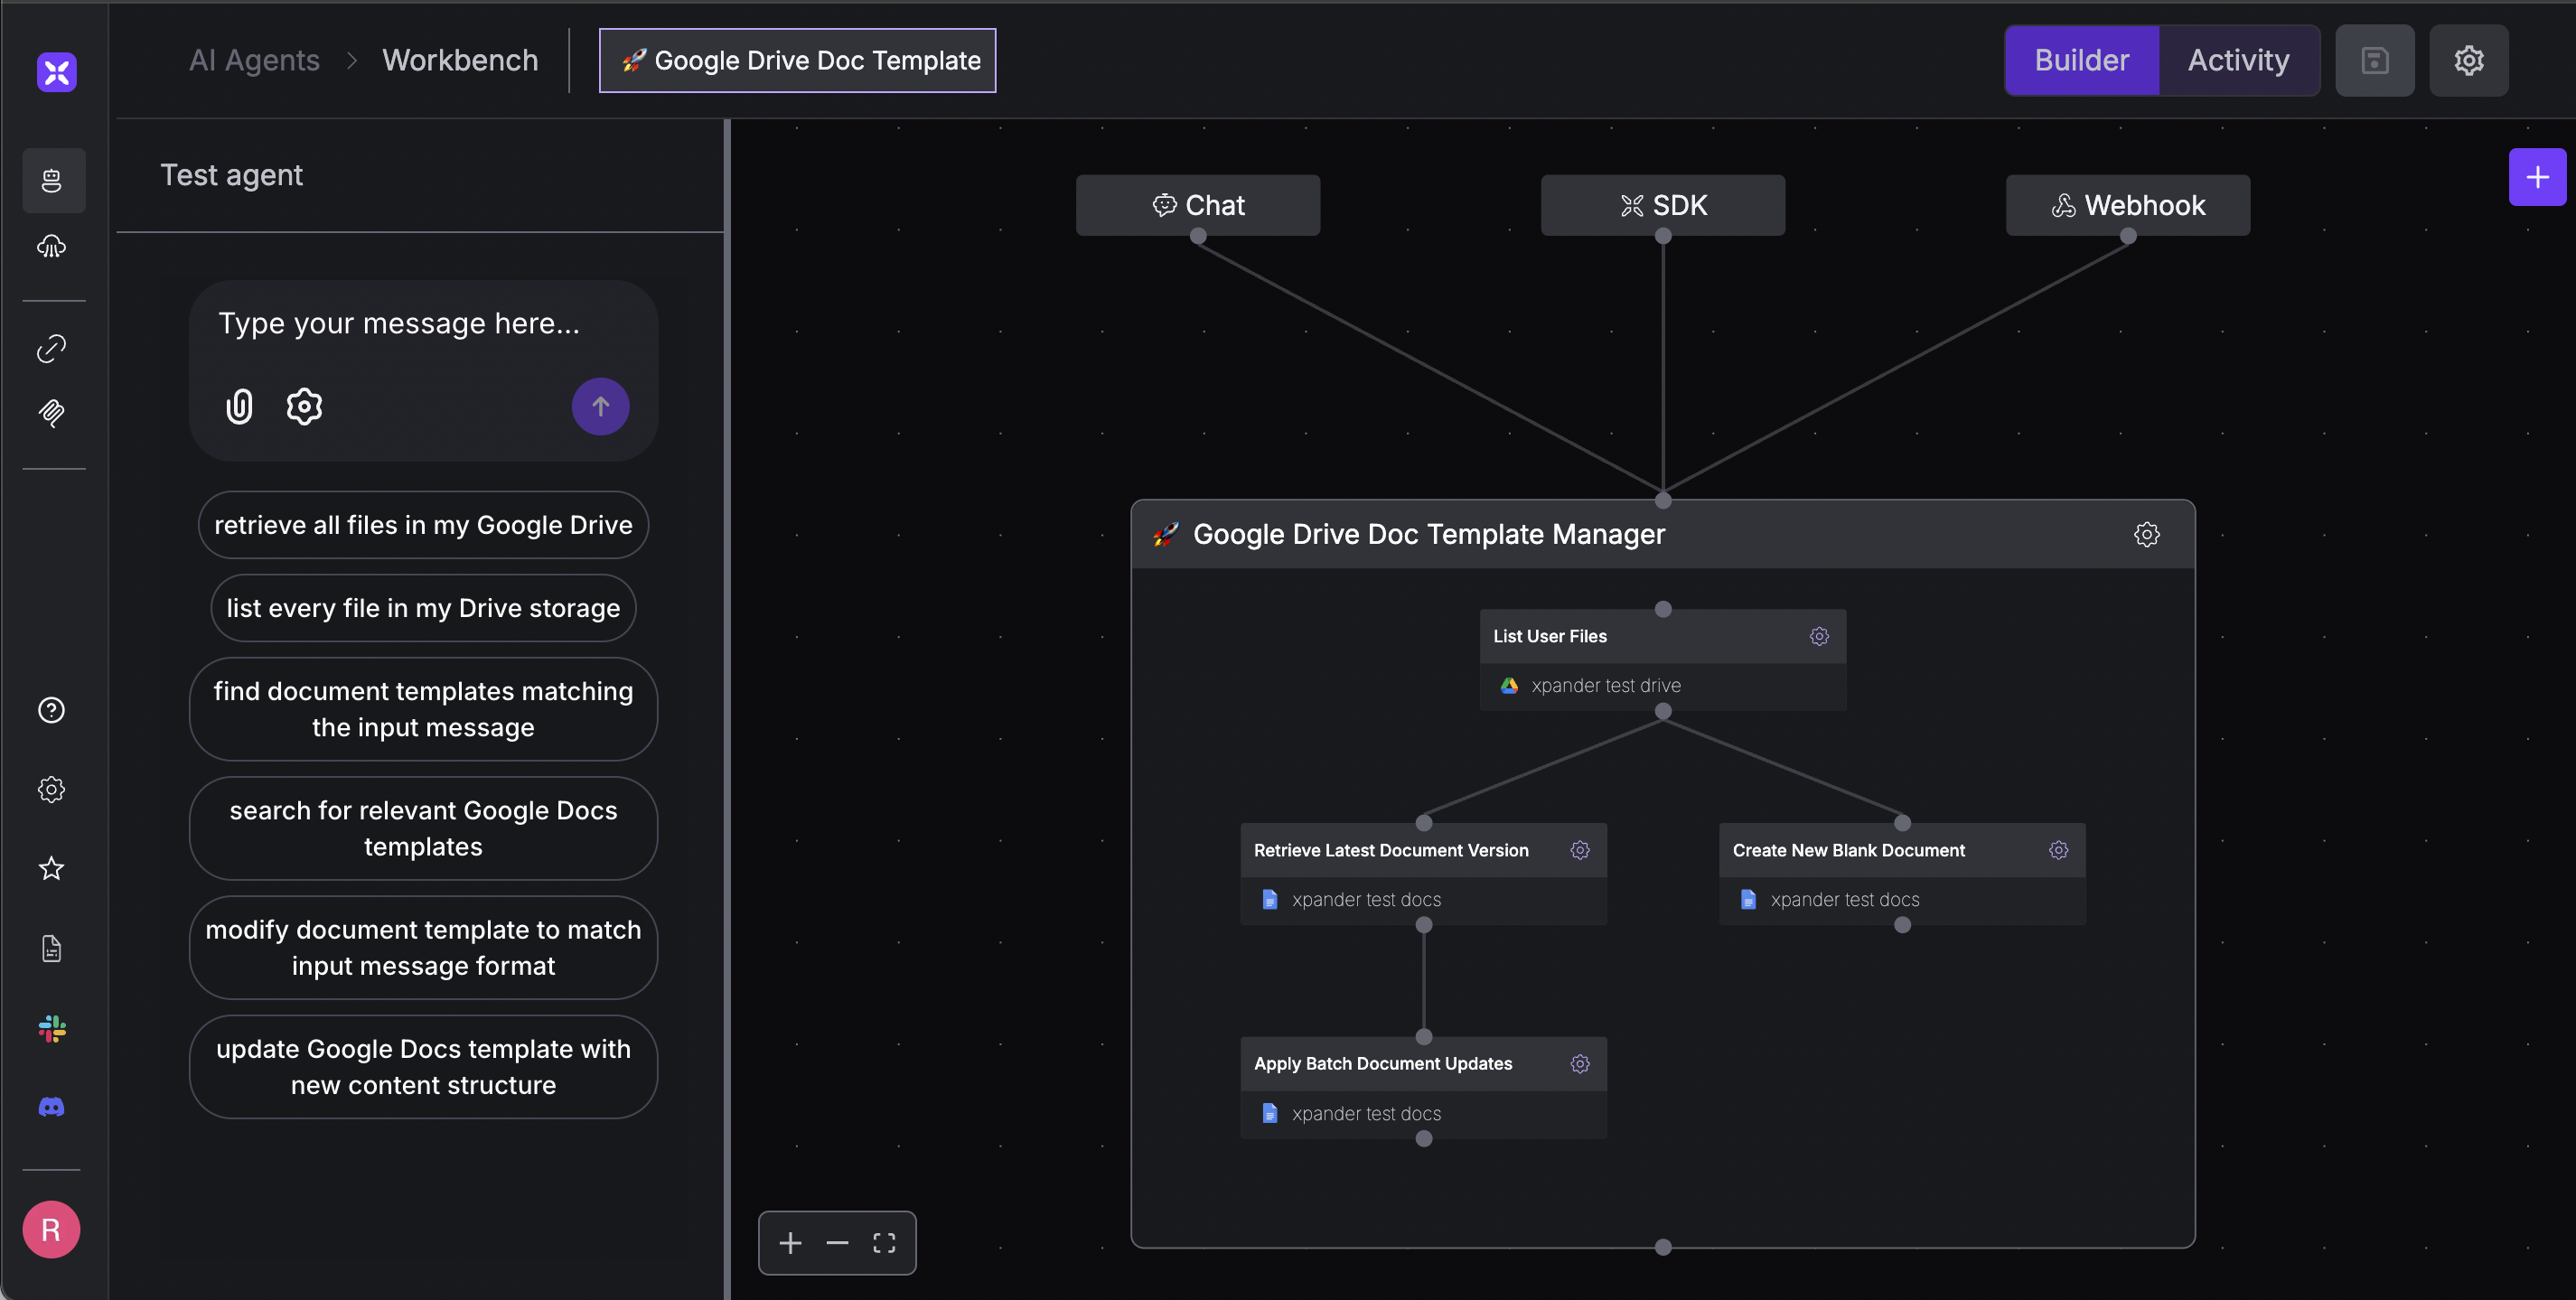 AI Agents > Workbench
🚀 Google Drive Doc Template
Builder
Activity
Test agent
Type your message here...
retrieve all files in my Google Drive
list every file in my Drive storage
find document templates matching
the input message
search for relevant Google Docs
templates
modify document template to match
input message format
update Google Docs template with
new content structure
R
Chat
SDK
Webhook
🚀 Google Drive Doc Template Manager
List User Files
xpander test drive
Retrieve Latest Document Version
xpander test docs
Create New Blank Document
xpander test docs
Apply Batch Document Updates
xpander test docs